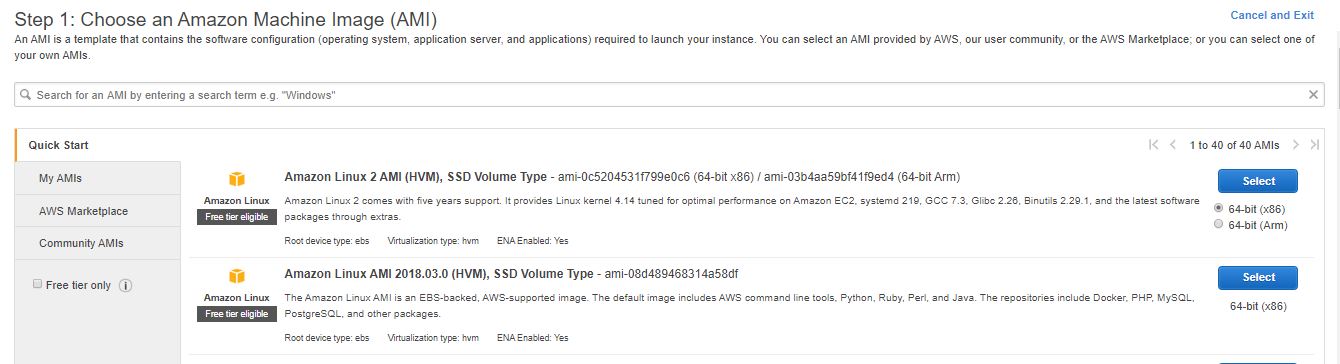 Step 1: Choose an Amazon Machine Image (AMI)
Cancel and Exit
An AMI is a template that contains the software configuration (operating system, application server, and applications) required to launch your instance. You can select an AMI provided by AWS, our user community, or the AWS Marketplace; or you can select one of
your own AMIs.
Search for an AMI by entering a search term e.g. "Windows"
Quick Start
My AMIs
AWS Marketplace
Community AMIs
Free tier only
1 to 40 of 40 AMIs
Amazon Linux
Free tier eligible
Amazon Linux 2 AMI (HVM), SSD Volume Type - ami-0c5204531f799e0c6 (64-bit x86) / ami-03b4aa59bf41f9ed4 (64-bit Arm)
Amazon Linux 2 comes with five years support. It provides Linux kernel 4.14 tuned for optimal performance on Amazon EC2, systemd 219, GCC 7.3, Glibc 2.26, Binutils 2.29.1, and the latest software
packages through extras.
Root device type: ebs Virtualization type: hvm ENA Enabled: Yes
Select
64-bit (x86)
64-bit (Arm)
Amazon Linux
Free tier eligible
Amazon Linux AMI 2018.03.0 (HVM), SSD Volume Type - ami-08d489468314a58df
The Amazon Linux AMI is an EBS-backed, AWS-supported image. The default image includes AWS command line tools, Python, Ruby, Perl, and Java. The repositories include Docker, PHP, MySQL,
PostgreSQL, and other packages.
Root device type: ebs Virtualization type: hvm ENA Enabled: Yes
Select
64-bit (x86)